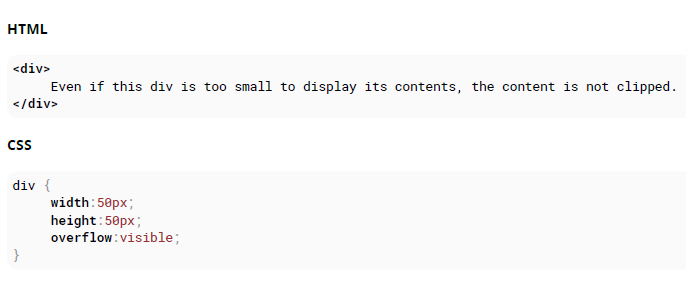 HTML
<div>
Even if this div is too small to display its contents, the content is not clipped.
</div>
CSS
div {
width:50px;
height:50px;
overflow:visible;
}